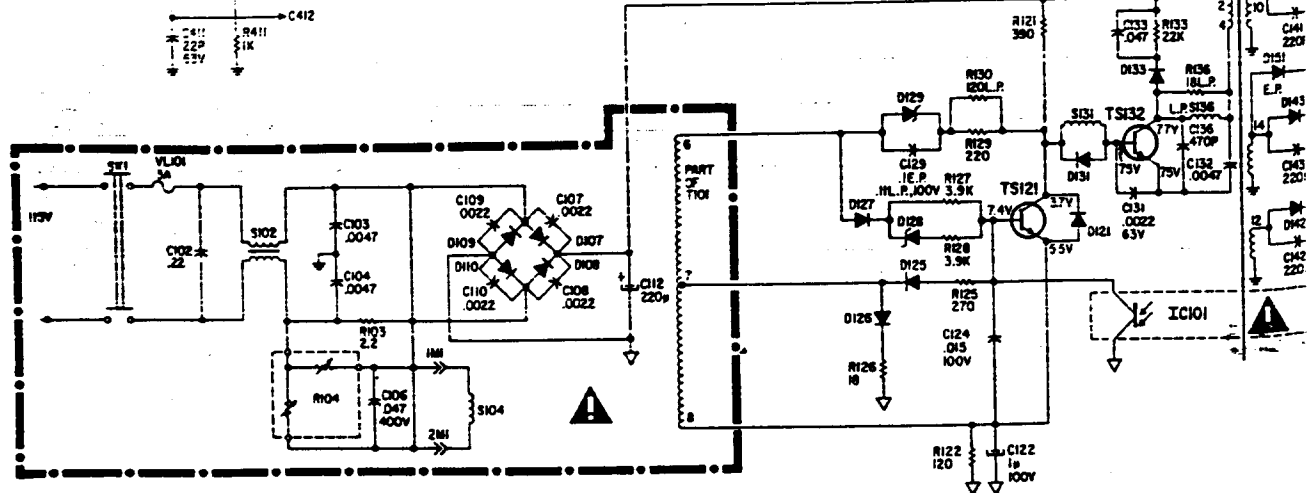 C412
C411
22P
63V
R411
1K
R121
390
C133
.047
R133
22K
2
4
10
C141
D133
R136
18L.P.
D151
E.P.
D143
R130
120L.P.
D129
S131
TS132
L.P.
S136
77V
C136
470P
14
SW1
VL101
5A
6
PART
OF
T101
C129
.1E.P.
.11L.P.,100V
R129
220
D131
75V
75V
C132
.0047
C143
115V
S102
C109
.0022
C107
.0022
R127
3.9K
TS121
C131
.0022
63V
D127
D128
7.4V
3.7V
12
D142
C103
.0047
C102
.22
D109
D107
R128
3.9K
5.5V
D121
C142
D110
D108
C104
.0047
C110
.0022
C108
.0022
C112
220µ
7
D125
R125
270
IC101
R103
2.2
D126
C124
.015
100V
1M1
R126
18
R104
C106
.047
400V
S104
2M1
8
R122
120
C122
1µ
100V